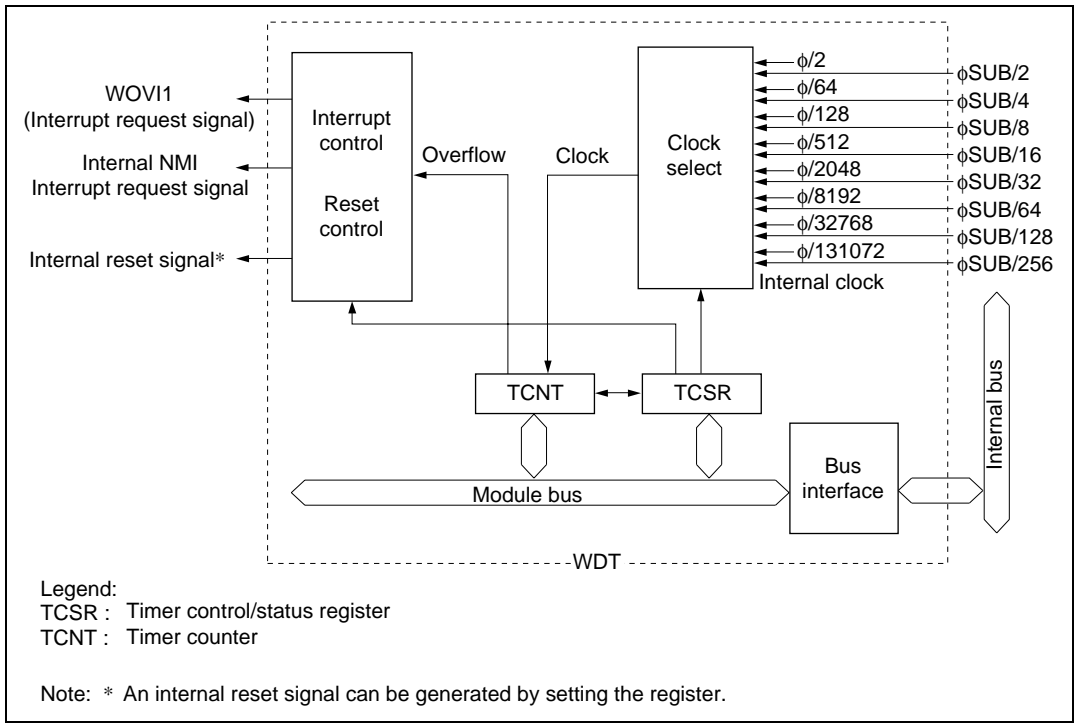 WOVI1
(Interrupt request signal)
Internal NMI
Interrupt request signal
Internal reset signal*
Interrupt
control
Reset
control
Overflow
Clock
Clock
select
ϕ/2
ϕ/64
ϕ/128
ϕ/512
ϕ/2048
ϕ/8192
ϕ/32768
ϕ/131072
Internal clock
ϕSUB/2
ϕSUB/4
ϕSUB/8
ϕSUB/16
ϕSUB/32
ϕSUB/64
ϕSUB/128
ϕSUB/256
TCNT
TCSR
Module bus
Bus
interface
Internal bus
WDT
Legend:
TCSR : Timer control/status register
TCNT : Timer counter
Note: * An internal reset signal can be generated by setting the register.